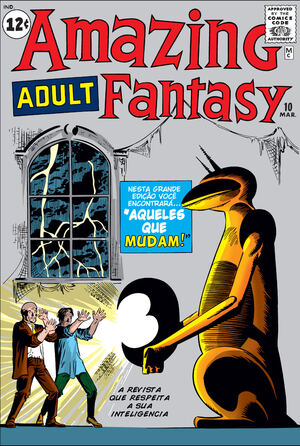 IND.
12¢
APPROVED
BY THE
COMICS
CODE
AUTHORITY
Amazing
ADULT Fantasy
MC
10
MAR.
NESTA GRANDE
EDIÇÃO VOCÊ
ENCONTRARÁ...
"AQUELES
QUE
MUDAM!"
A REVISTA
QUE RESPEITA
A SUA
INTELIGÊNCIA